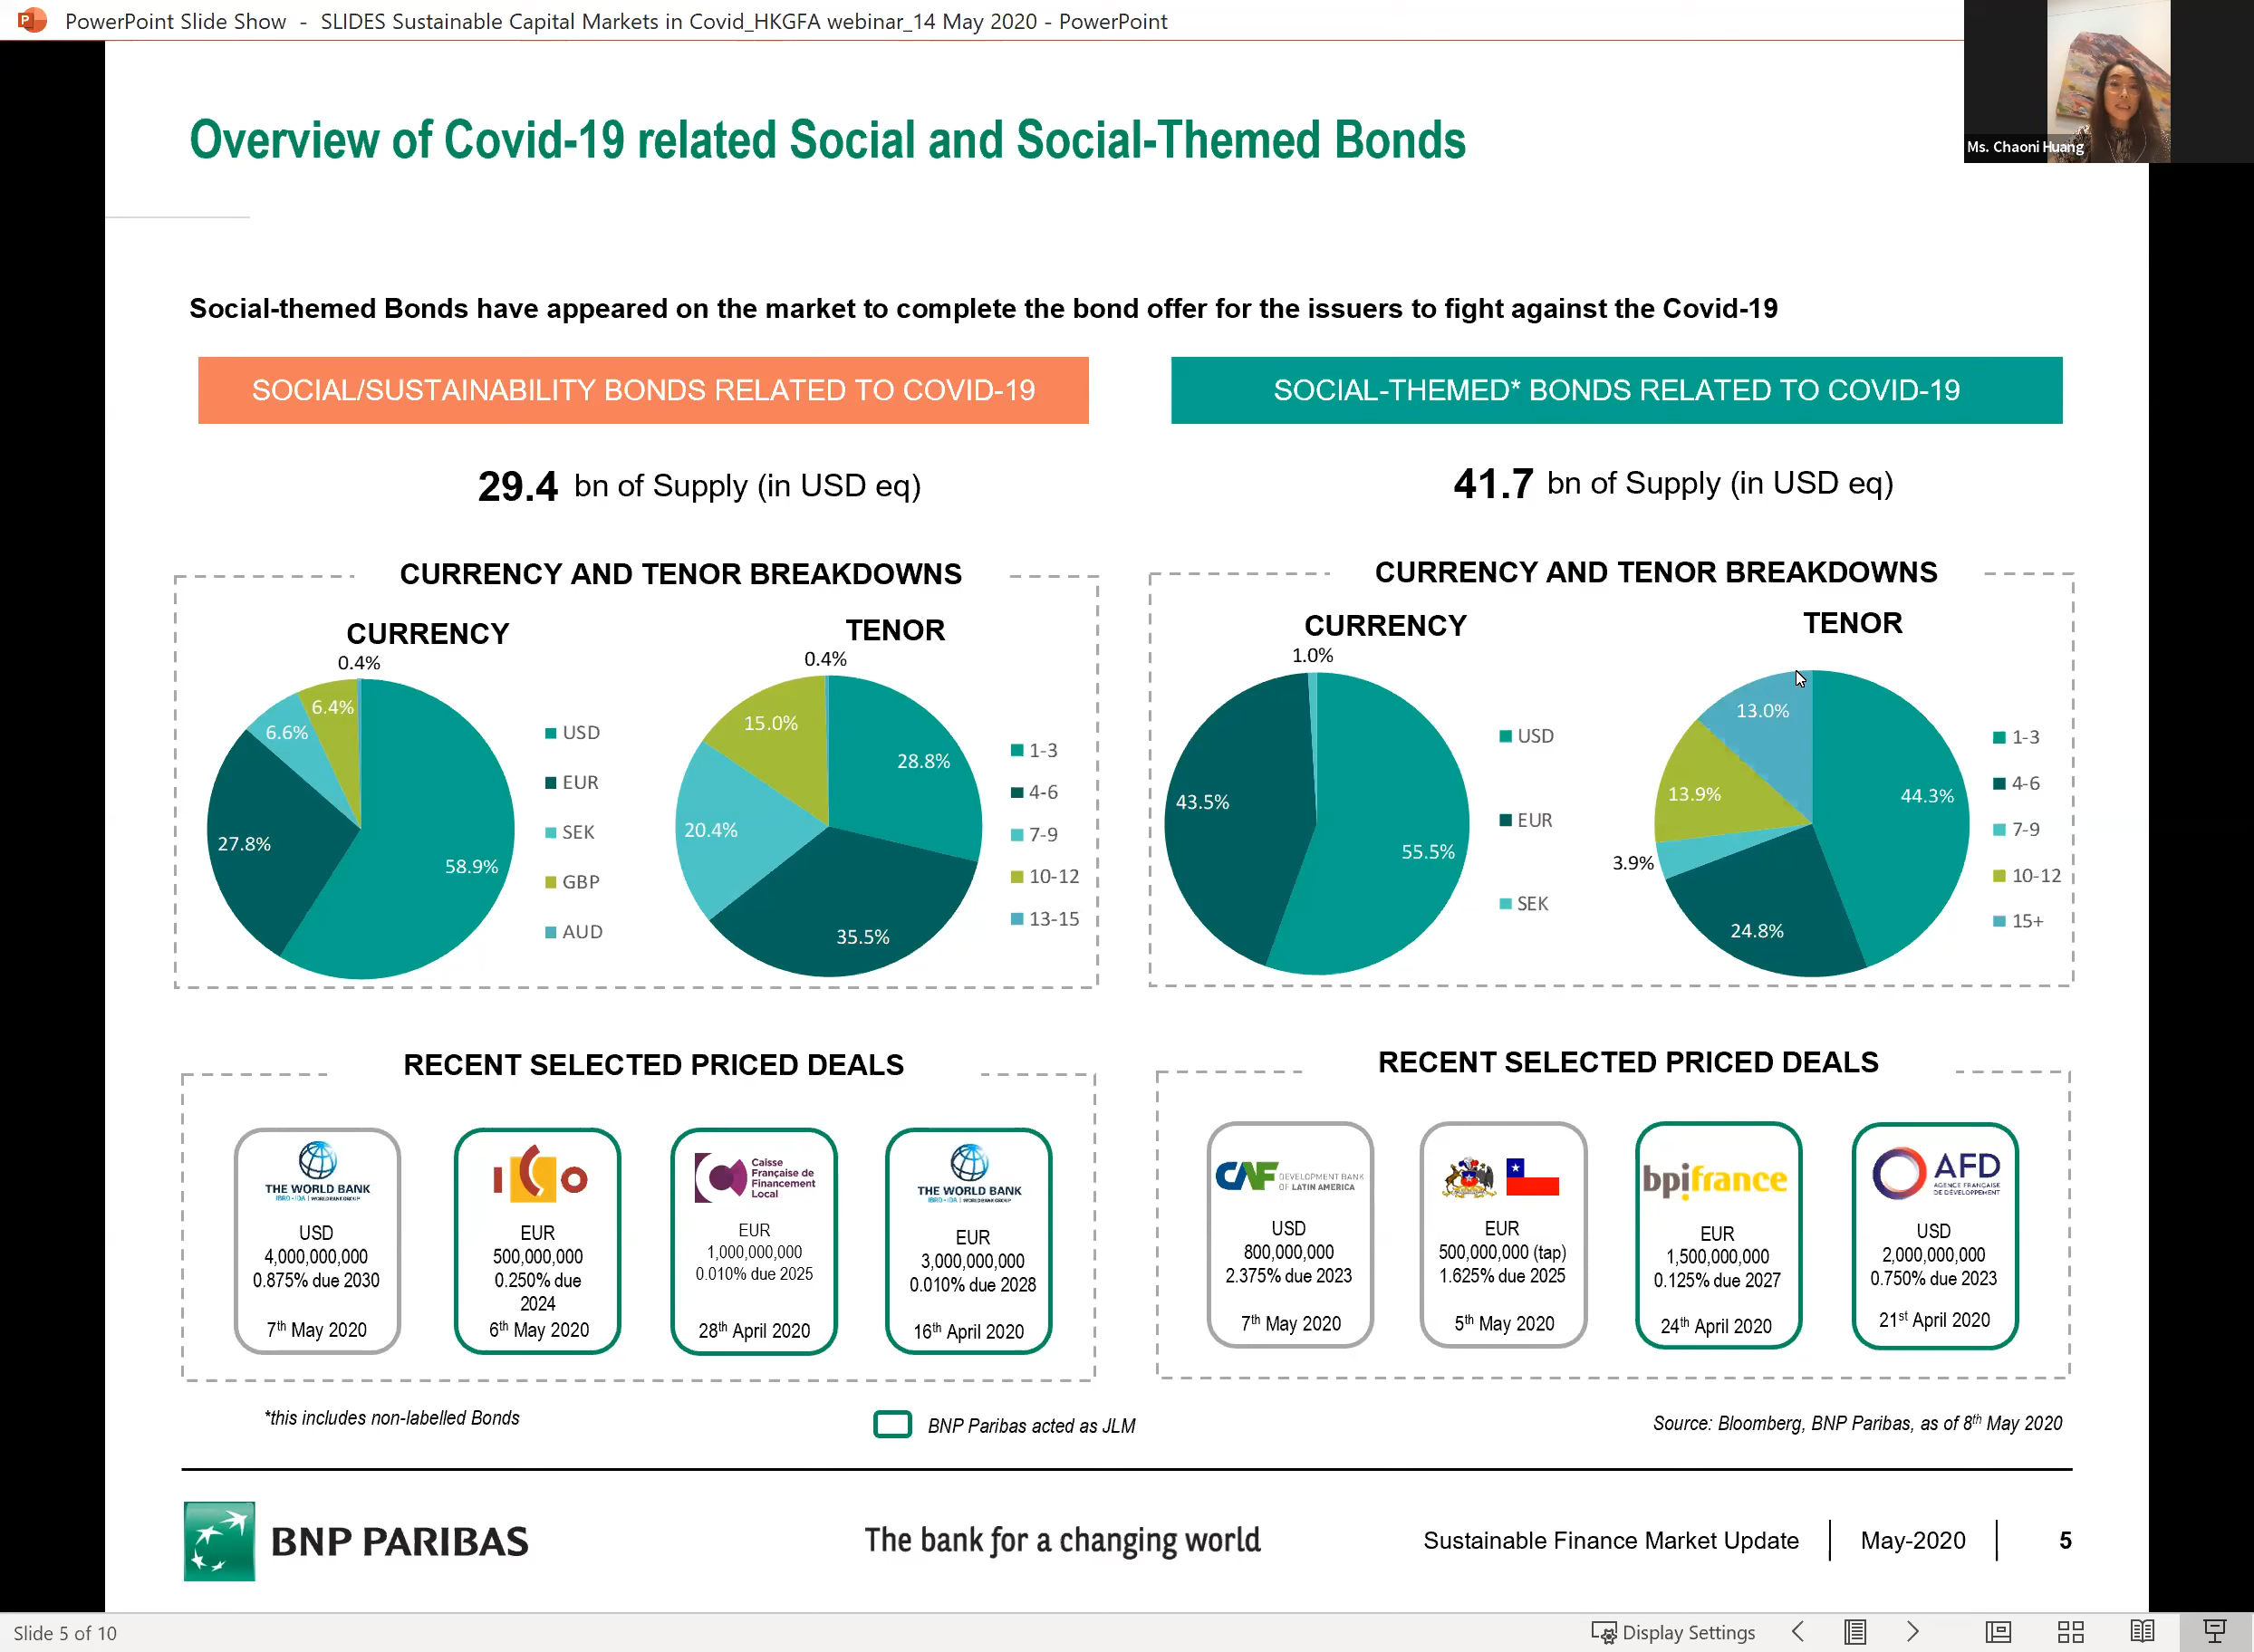 PowerPoint Slide Show - SLIDES Sustainable Capital Markets in Covid_HKGFA webinar_14 May 2020 - PowerPoint
Ms. Chaoni Huang
Overview of Covid-19 related Social and Social-Themed Bonds
Social-themed Bonds have appeared on the market to complete the bond offer for the issuers to fight against the Covid-19
SOCIAL/SUSTAINABILITY BONDS RELATED TO COVID-19
29.4 bn of Supply (in USD eq)
CURRENCY AND TENOR BREAKDOWNS
CURRENCY
0.4%
6.4%
6.6%
27.8%
58.9%
USD
EUR
SEK
GBP
AUD
TENOR
0.4%
15.0%
28.8%
20.4%
35.5%
1-3
4-6
7-9
10-12
13-15
RECENT SELECTED PRICED DEALS
THE WORLD BANK
IBRD • IDA | WORLD BANK GROUP
USD
4,000,000,000
0.875% due 2030
7th May 2020
ICO
EUR
500,000,000
0.250% due
2024
6th May 2020
Caisse
Française de
Financement
Local
EUR
1,000,000,000
0.010% due 2025
28th April 2020
THE WORLD BANK
IBRD • IDA | WORLD BANK GROUP
EUR
3,000,000,000
0.010% due 2028
16th April 2020
SOCIAL-THEMED* BONDS RELATED TO COVID-19
41.7 bn of Supply (in USD eq)
CURRENCY AND TENOR BREAKDOWNS
CURRENCY
1.0%
43.5%
55.5%
USD
EUR
SEK
TENOR
13.0%
13.9%
44.3%
3.9%
24.8%
1-3
4-6
7-9
10-12
15+
RECENT SELECTED PRICED DEALS
CAF DEVELOPMENT BANK
OF LATIN AMERICA
USD
800,000,000
2.375% due 2023
7th May 2020
EUR
500,000,000 (tap)
1.625% due 2025
5th May 2020
bpifrance
EUR
1,500,000,000
0.125% due 2027
24th April 2020
AFD
AGENCE FRANÇAISE
DE DÉVELOPPEMENT
USD
2,000,000,000
0.750% due 2023
21st April 2020
*this includes non-labelled Bonds
BNP Paribas acted as JLM
Source: Bloomberg, BNP Paribas, as of 8th May 2020
BNP PARIBAS
The bank for a changing world
Sustainable Finance Market Update
May-2020
5
Slide 5 of 10
Display Settings